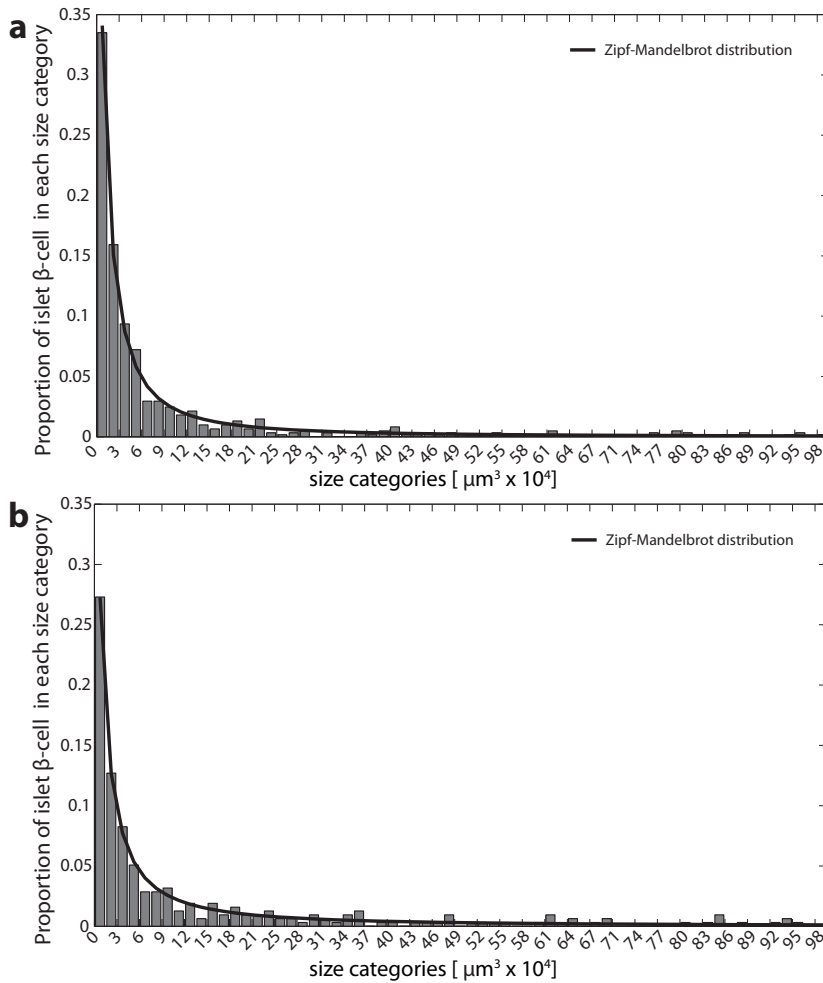 a
0.35
0.3
0.25
0.2
0.15
0.1
0.05
0
Proportion of islet β-cell in each size category
Zipf-Mandelbrot distribution
0 3 6 9 12 15 18 21 25 28 31 34 37 40 43 46 49 52 55 58 61 64 67 71 74 77 80 83 86 89 92 95 98
size categories [ μm³ x 10⁴]
b
0.35
0.3
0.25
0.2
0.15
0.1
0.05
0
Proportion of islet β-cell in each size category
Zipf-Mandelbrot distribution
0 3 6 9 12 15 18 21 25 28 31 34 37 40 43 46 49 52 55 58 61 64 67 71 74 77 80 83 86 89 92 95 98
size categories [ μm³ x 10⁴]